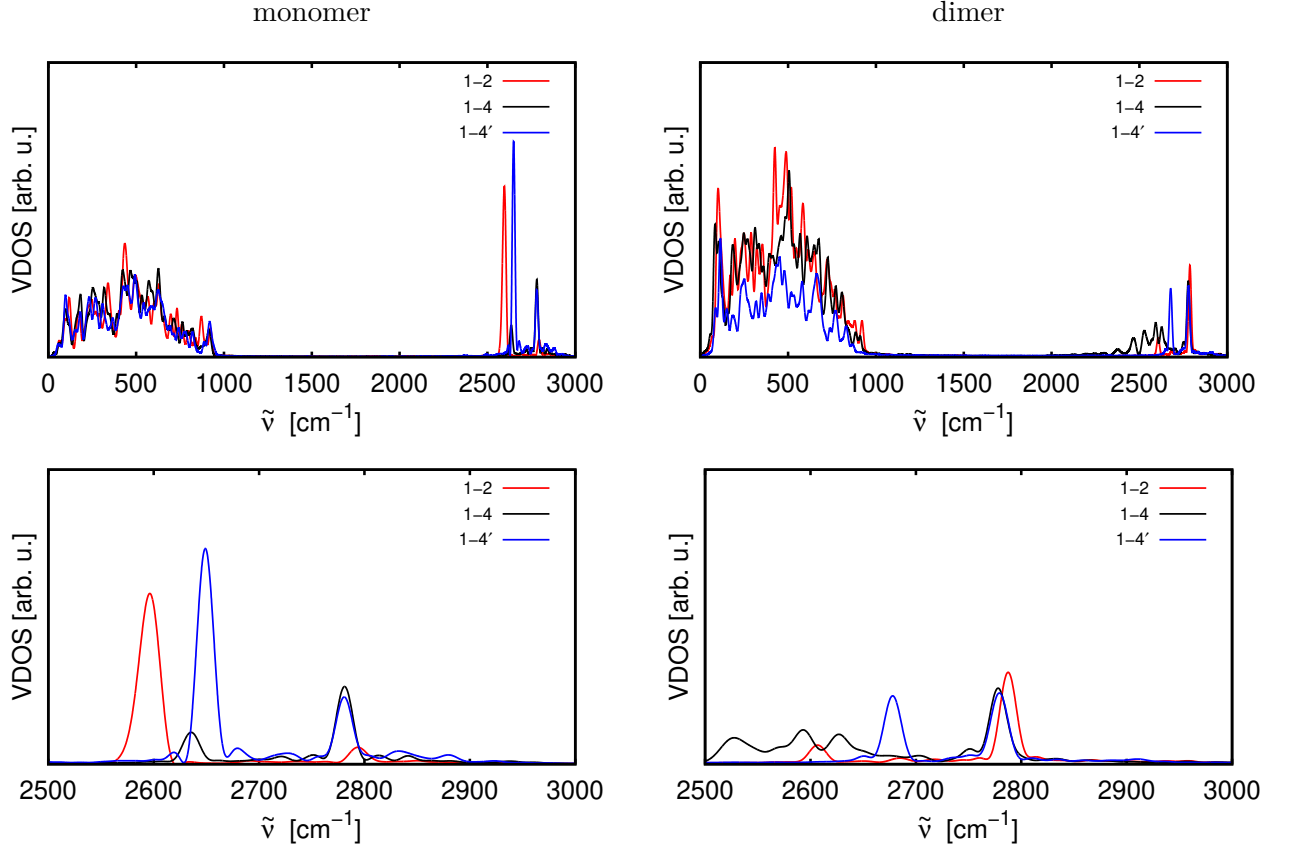 monomer
dimer
VDOS [arb. u.]
1−2
1−4
1−4′
0 500 1000 1500 2000 2500 3000
ν̃ [cm⁻¹]
VDOS [arb. u.]
1−2
1−4
1−4′
0 500 1000 1500 2000 2500 3000
ν̃ [cm⁻¹]
VDOS [arb. u.]
1−2
1−4
1−4′
2500 2600 2700 2800 2900 3000
ν̃ [cm⁻¹]
VDOS [arb. u.]
1−2
1−4
1−4′
2500 2600 2700 2800 2900 3000
ν̃ [cm⁻¹]